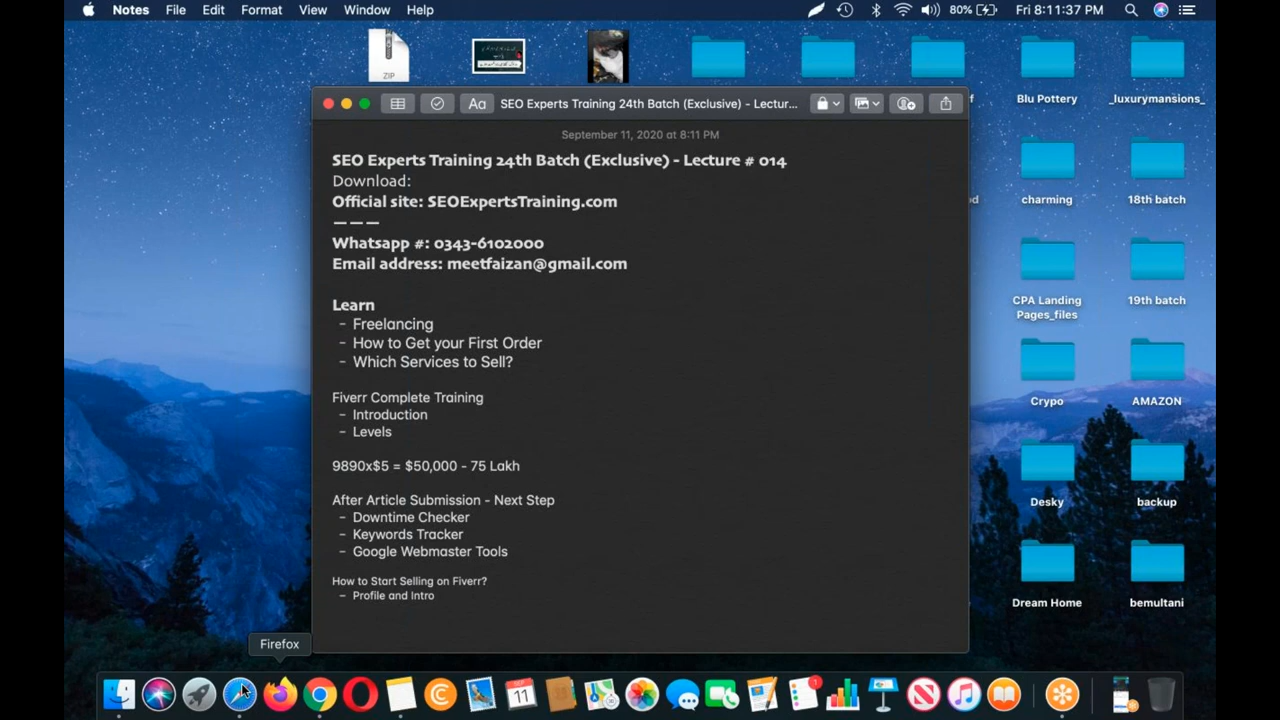 Notes File Edit Format View Window Help 80% Fri 8:11:37 PM
ZIP
Blu Pottery
_luxurymansions_
SEO Experts Training 24th Batch (Exclusive) - Lectur...
Aa
September 11, 2020 at 8:11 PM
SEO Experts Training 24th Batch (Exclusive) - Lecture # 014
Download:
Official site: SEOExpertsTraining.com
———
Whatsapp #: 0343-6102000
Email address: meetfaizan@gmail.com
Learn
- Freelancing
- How to Get your First Order
- Which Services to Sell?
Fiverr Complete Training
- Introduction
- Levels
9890x$5 = $50,000 - 75 Lakh
After Article Submission - Next Step
- Downtime Checker
- Keywords Tracker
- Google Webmaster Tools
How to Start Selling on Fiverr?
- Profile and Intro
charming
18th batch
CPA Landing
Pages_files
19th batch
Crypo
AMAZON
Desky
backup
Dream Home
bemultani
Firefox
11
1